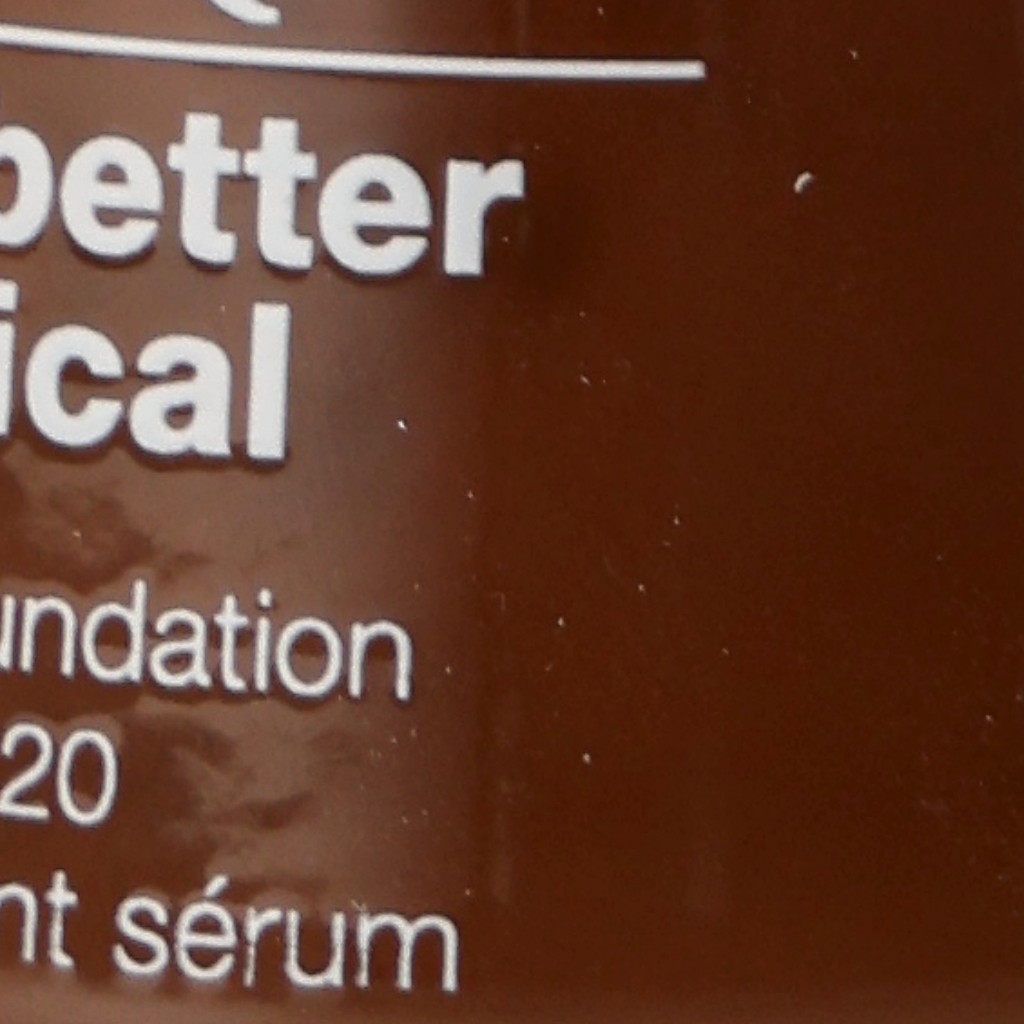 better
ical
undation
20
nt sérum